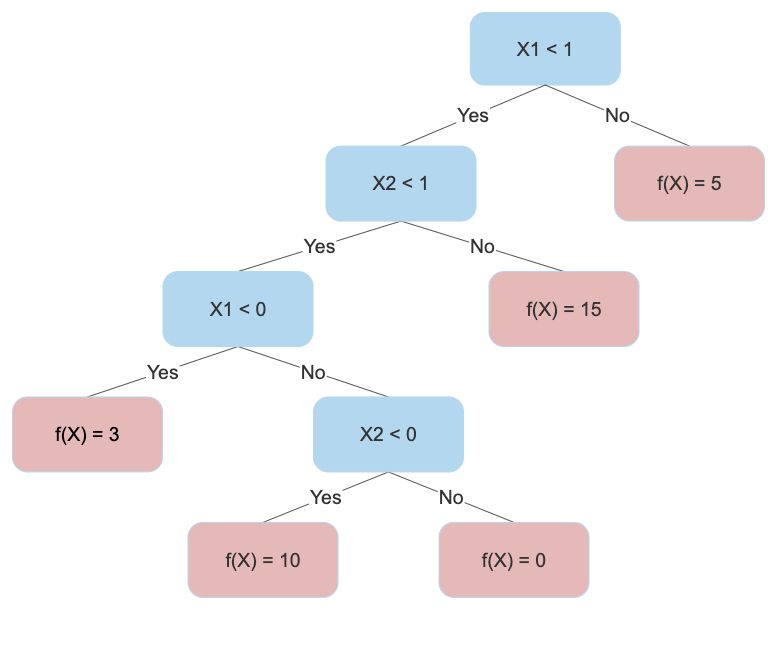 X1 < 1
Yes
No
X2 < 1
f(X) = 5
Yes
No
X1 < 0
f(X) = 15
Yes
No
f(X) = 3
X2 < 0
Yes
No
f(X) = 10
f(X) = 0